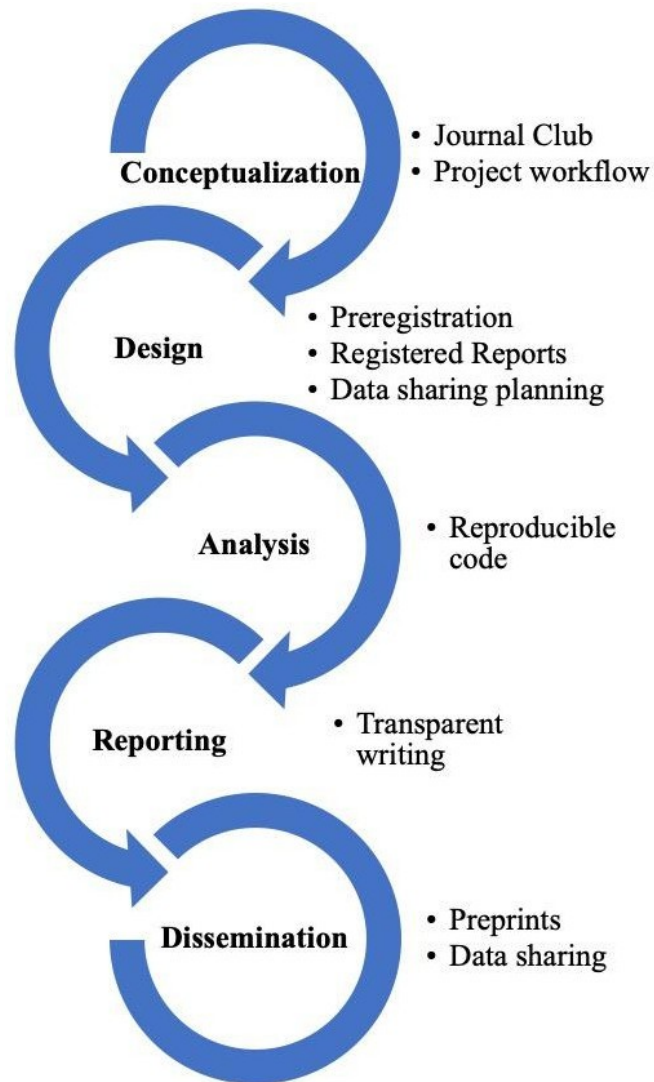 Conceptualization
• Journal Club
• Project workflow
Design
• Preregistration
• Registered Reports
• Data sharing planning
Analysis
• Reproducible
code
Reporting
• Transparent
writing
Dissemination
• Preprints
• Data sharing